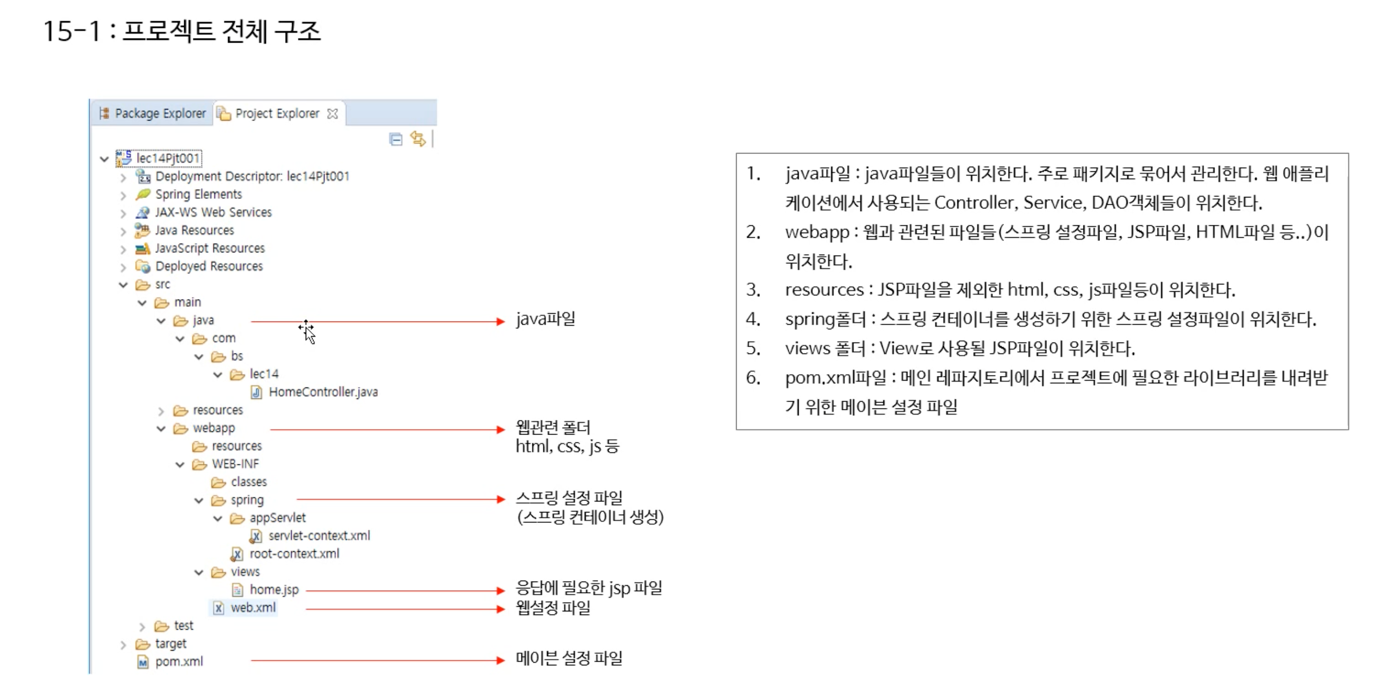 15-1 : 프로젝트 전체 구조
Package Explorer
Project Explorer
lec14Pjt001
Deployment Descriptor: lec14Pjt001
Spring Elements
JAX-WS Web Services
Java Resources
JavaScript Resources
Deployed Resources
src
main
java
com
bs
lec14
HomeController.java
resources
webapp
resources
WEB-INF
classes
spring
appServlet
servlet-context.xml
root-context.xml
views
home.jsp
web.xml
test
target
pom.xml
java파일
웹관련 폴더
html, css, js 등
스프링 설정 파일
(스프링 컨테이너 생성)
응답에 필요한 jsp 파일
웹설정 파일
메이븐 설정 파일
1. java파일 : java파일들이 위치한다. 주로 패키지로 묶어서 관리한다. 웹 애플리
케이션에서 사용되는 Controller, Service, DAO객체들이 위치한다.
2. webapp : 웹과 관련된 파일들(스프링 설정파일, JSP파일, HTML파일 등..)이
위치한다.
3. resources : JSP파일을 제외한 html, css, js파일등이 위치한다.
4. spring폴더 : 스프링 컨테이너를 생성하기 위한 스프링 설정파일이 위치한다.
5. views 폴더 : View로 사용될 JSP파일이 위치한다.
6. pom.xml파일 : 메인 레파지토리에서 프로젝트에 필요한 라이브러리를 내려받
기 위한 메이븐 설정 파일